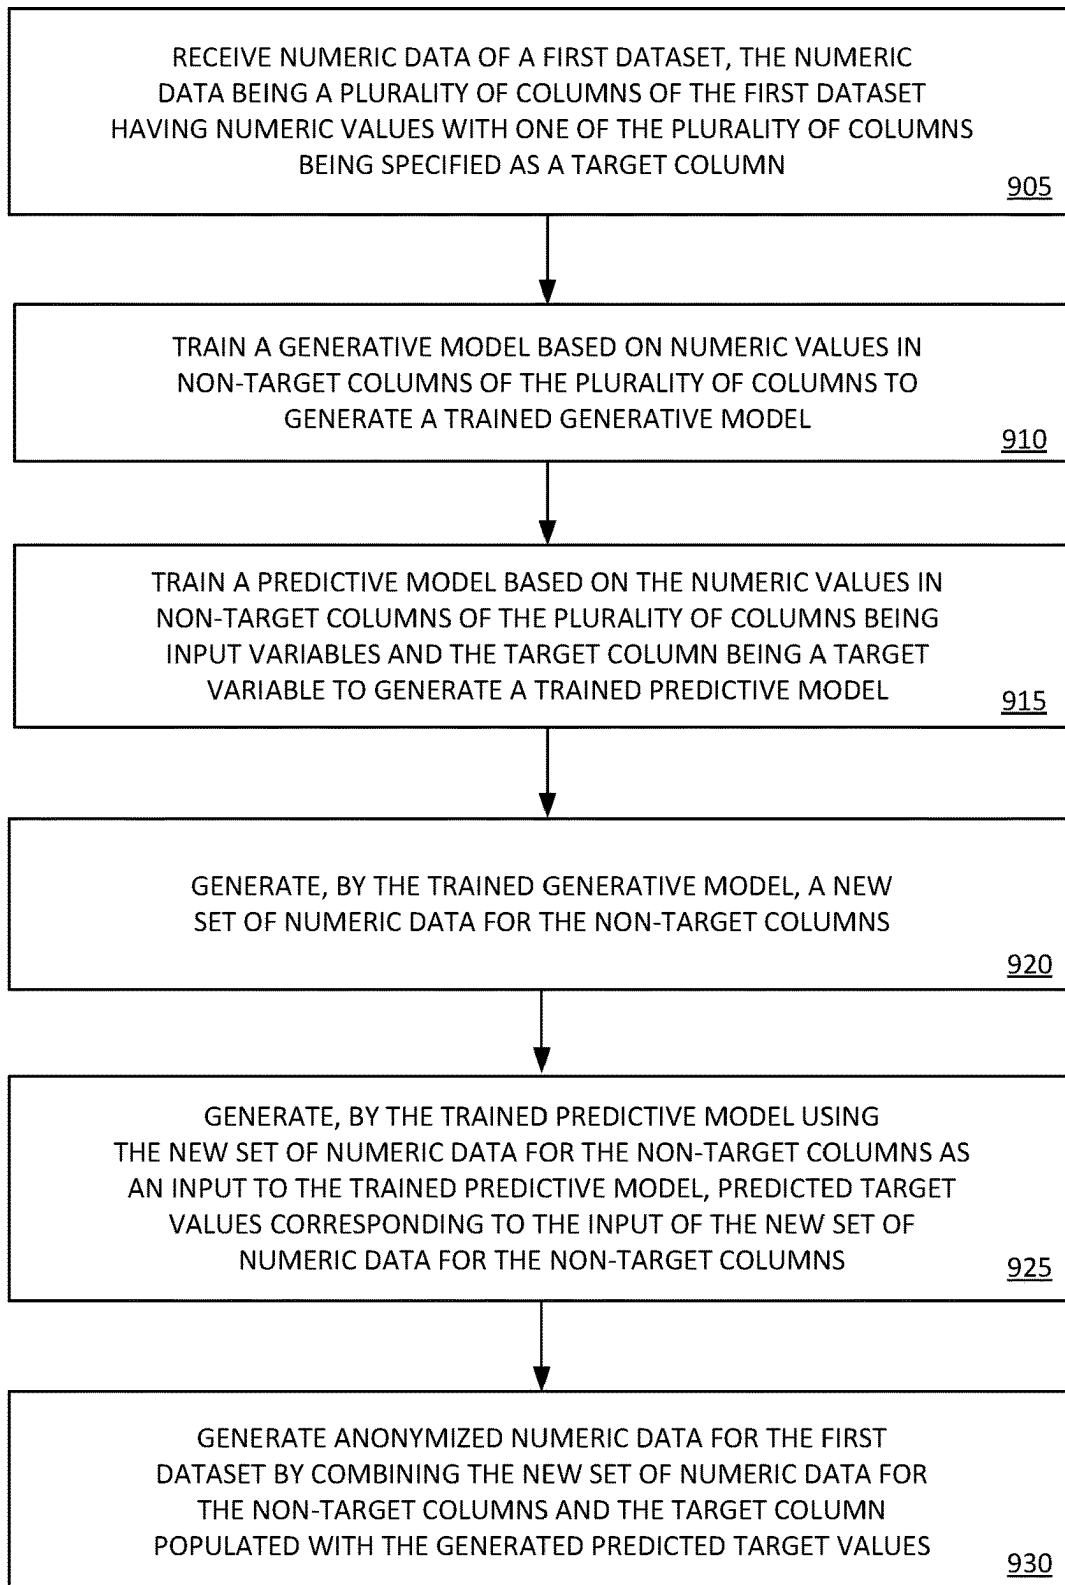 RECEIVE NUMERIC DATA OF A FIRST DATASET, THE NUMERIC
DATA BEING A PLURALITY OF COLUMNS OF THE FIRST DATASET
HAVING NUMERIC VALUES WITH ONE OF THE PLURALITY OF COLUMNS
BEING SPECIFIED AS A TARGET COLUMN
905
TRAIN A GENERATIVE MODEL BASED ON NUMERIC VALUES IN
NON-TARGET COLUMNS OF THE PLURALITY OF COLUMNS TO
GENERATE A TRAINED GENERATIVE MODEL
910
TRAIN A PREDICTIVE MODEL BASED ON THE NUMERIC VALUES IN
NON-TARGET COLUMNS OF THE PLURALITY OF COLUMNS BEING
INPUT VARIABLES AND THE TARGET COLUMN BEING A TARGET
VARIABLE TO GENERATE A TRAINED PREDICTIVE MODEL
915
GENERATE, BY THE TRAINED GENERATIVE MODEL, A NEW
SET OF NUMERIC DATA FOR THE NON-TARGET COLUMNS
920
GENERATE, BY THE TRAINED PREDICTIVE MODEL USING
THE NEW SET OF NUMERIC DATA FOR THE NON-TARGET COLUMNS AS
AN INPUT TO THE TRAINED PREDICTIVE MODEL, PREDICTED TARGET
VALUES CORRESPONDING TO THE INPUT OF THE NEW SET OF
NUMERIC DATA FOR THE NON-TARGET COLUMNS
925
GENERATE ANONYMIZED NUMERIC DATA FOR THE FIRST
DATASET BY COMBINING THE NEW SET OF NUMERIC DATA FOR
THE NON-TARGET COLUMNS AND THE TARGET COLUMN
POPULATED WITH THE GENERATED PREDICTED TARGET VALUES
930